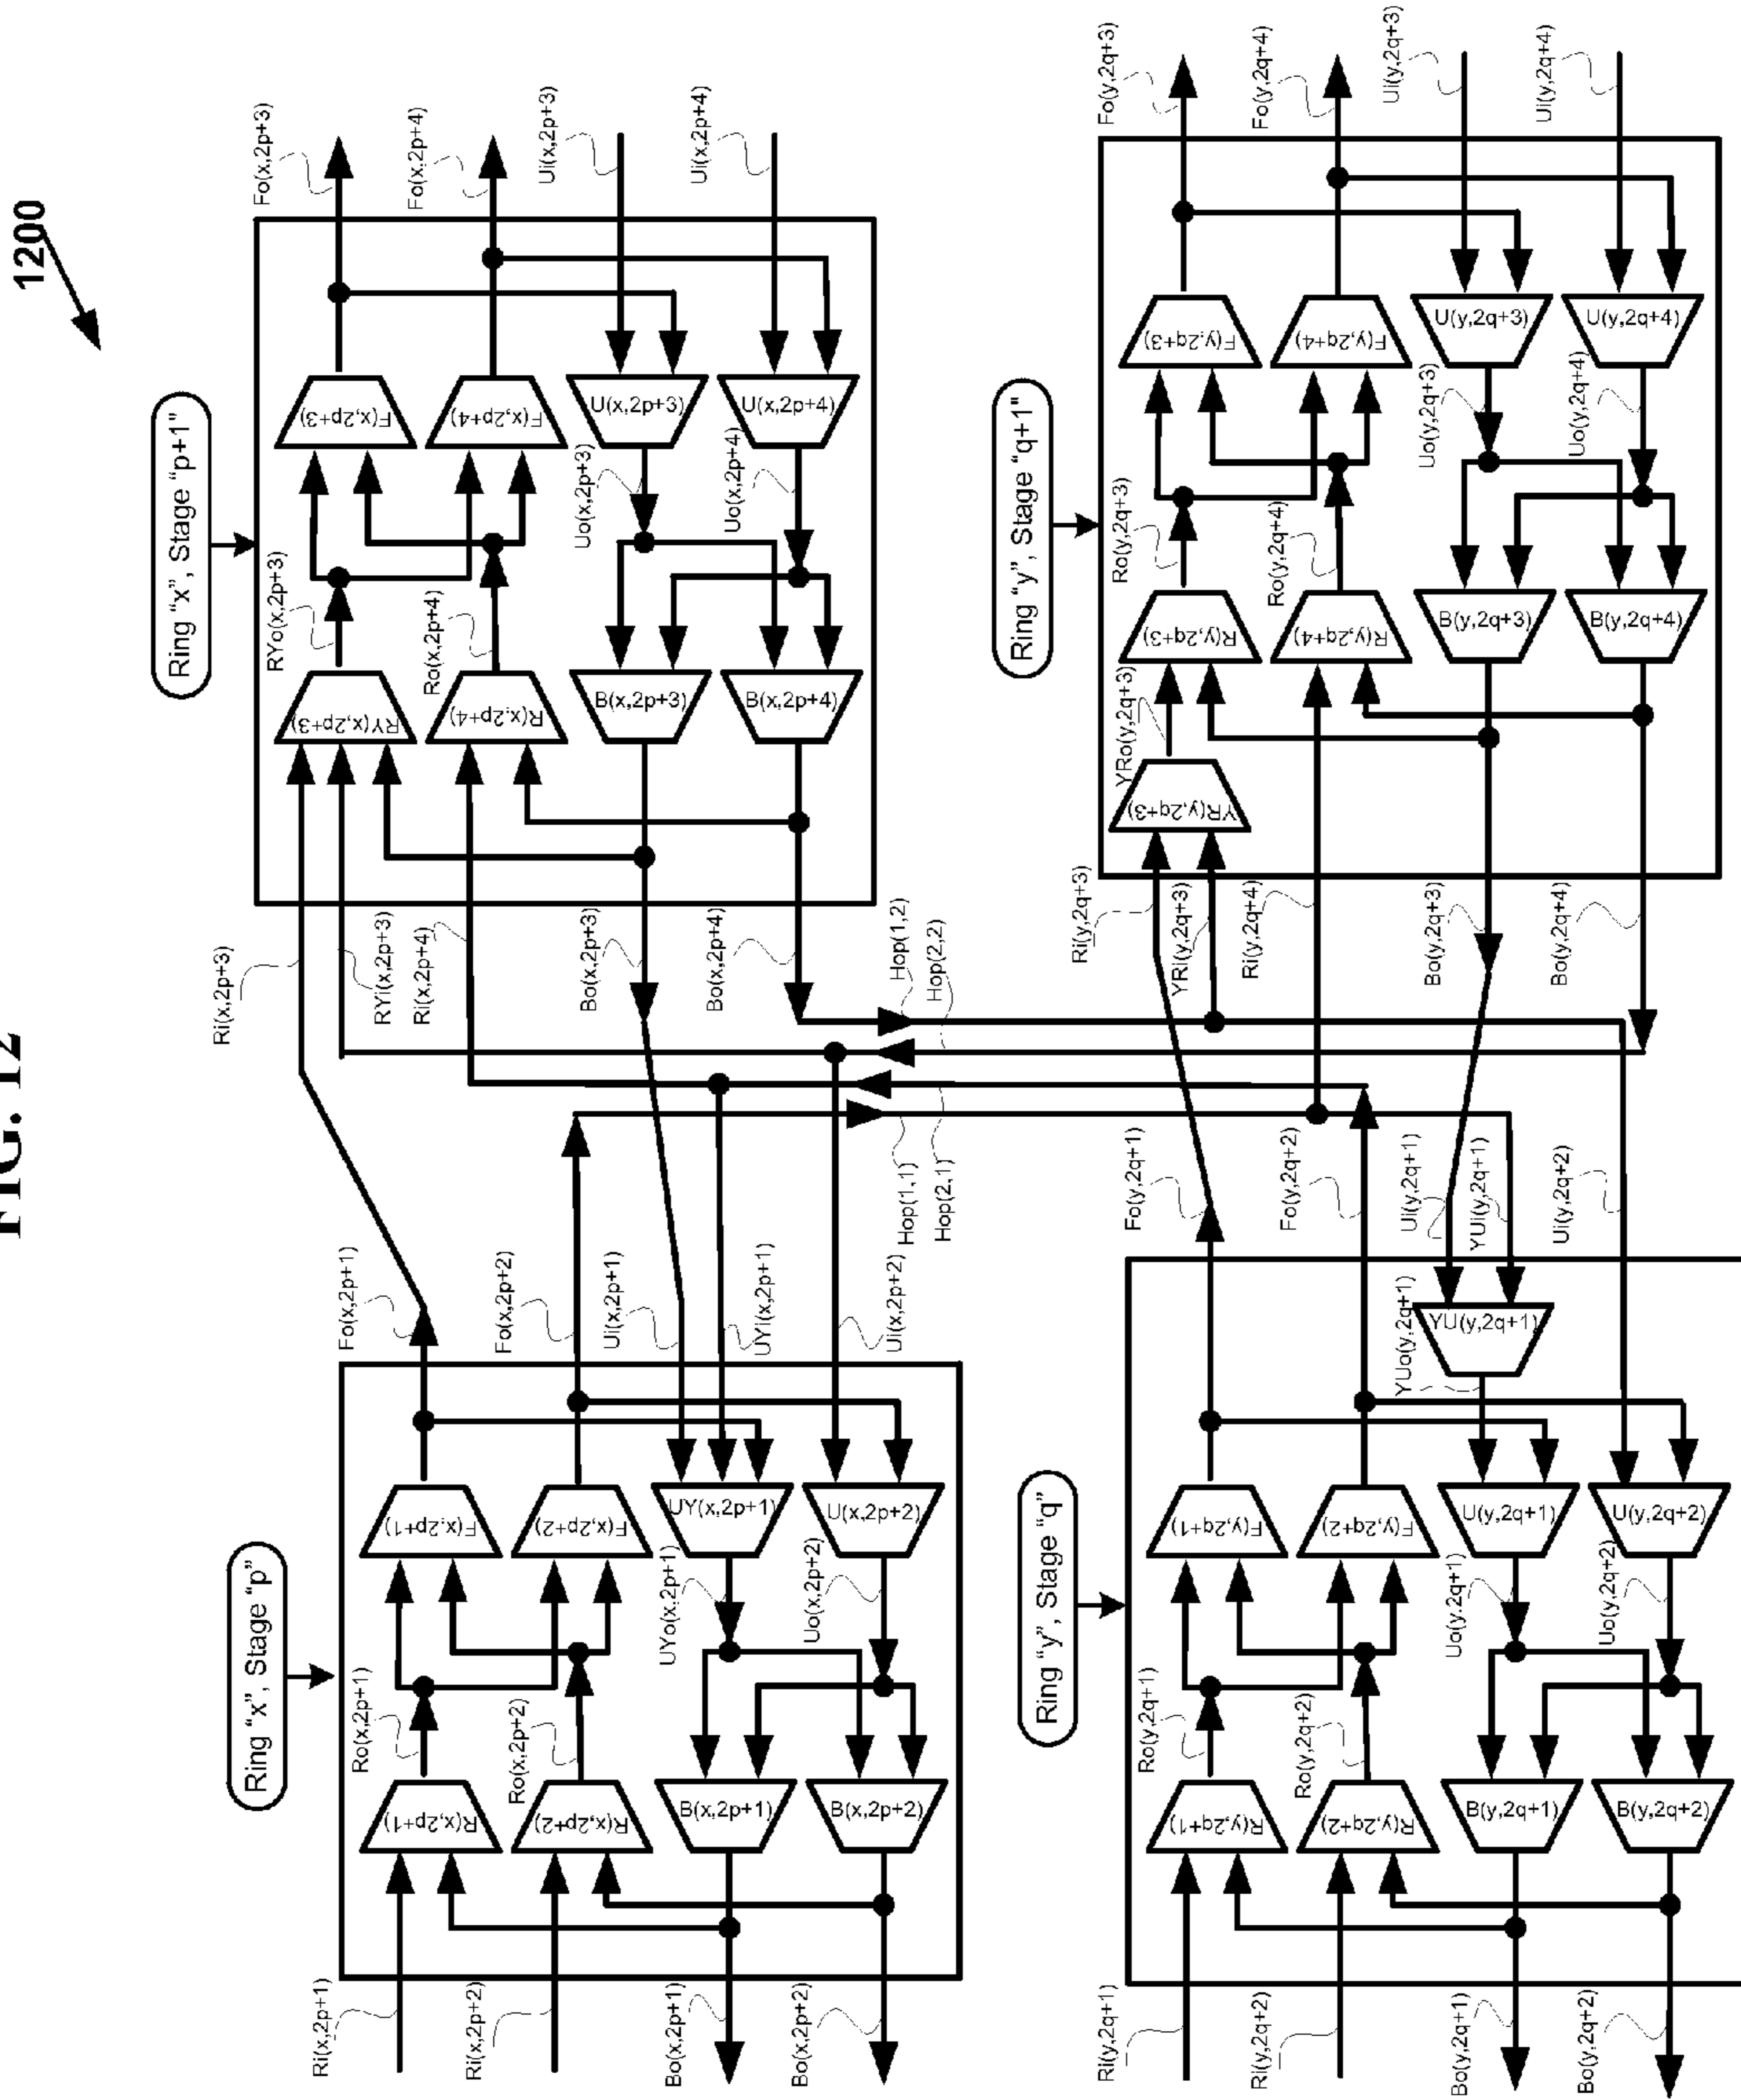 FIG. 12
1200
Ring "x", Stage "p+1"
Fo(x,2p+3)
Fo(x,2p+4)
Ui(x,2p+3)
Ui(x,2p+4)
F(x,2p+3)
F(x,2p+4)
U(x,2p+3)
U(x,2p+4)
RYo(x,2p+3)
Ro(x,2p+4)
Uo(x,2p+3)
Uo(x,2p+4)
RY(x,2p+3)
R(x,2p+4)
B(x,2p+3)
B(x,2p+4)
Ri(x,2p+3)
RYi(x,2p+3)
Ri(x,2p+4)
Bo(x,2p+3)
Bo(x,2p+4)
Hop(1,2)
Hop(2,2)
Ring "y", Stage "q+1"
Fo(y,2q+3)
Fo(y,2q+4)
Ui(y,2q+3)
Ui(y,2q+4)
F(y,2q+3)
F(y,2q+4)
U(y,2q+3)
U(y,2q+4)
Ro(y,2q+3)
Ro(y,2q+4)
Uo(y,2q+3)
Uo(y,2q+4)
YRo(y,2q+3)
R(y,2q+3)
R(y,2q+4)
B(y,2q+3)
B(y,2q+4)
YR(y,2q+3)
Ri(y,2q+3)
YRi(y,2q+3)
Ri(y,2q+4)
Bo(y,2q+3)
Bo(y,2q+4)
Ring "x", Stage "p"
Fo(x,2p+1)
Fo(x,2p+2)
Ui(x,2p+1)
UYi(x,2p+1)
Ui(x,2p+2)
Hop(1,1)
Hop(2,1)
F(x,2p+1)
F(x,2p+2)
UY(x,2p+1)
U(x,2p+2)
Ro(x,2p+1)
Ro(x,2p+2)
UYo(x,2p+1)
Uo(x,2p+2)
R(x,2p+1)
R(x,2p+2)
B(x,2p+1)
B(x,2p+2)
Ri(x,2p+1)
Ri(x,2p+2)
Bo(x,2p+1)
Bo(x,2p+2)
Ring "y", Stage "q"
Fo(y,2q+1)
Fo(y,2q+2)
Ui(y,2q+1)
YUi(y,2q+1)
Ui(y,2q+2)
YU(y,2q+1)
YUo(y,2q+1)
F(y,2q+1)
F(y,2q+2)
U(y,2q+1)
U(y,2q+2)
Ro(y,2q+1)
Ro(y,2q+2)
Uo(y,2q+1)
Uo(y,2q+2)
R(y,2q+1)
R(y,2q+2)
B(y,2q+1)
B(y,2q+2)
Ri(y,2q+1)
Ri(y,2q+2)
Bo(y,2q+1)
Bo(y,2q+2)